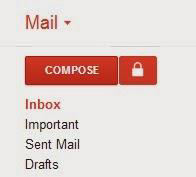 Mail
COMPOSE
Inbox
Important
Sent Mail
Drafts